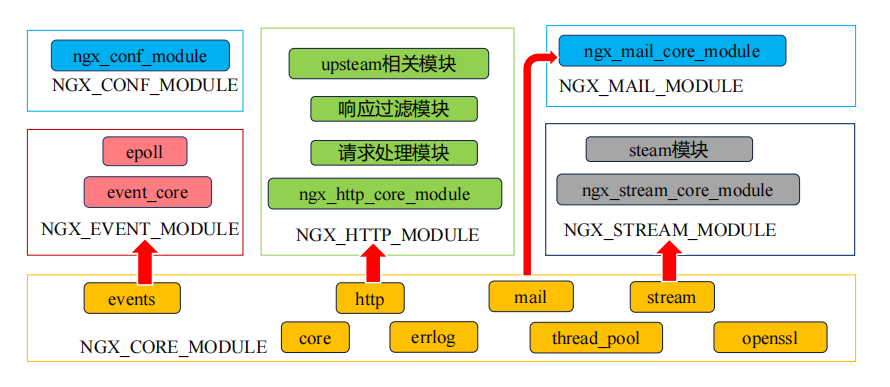 ngx_conf_module
NGX_CONF_MODULE
upsteam相关模块
响应过滤模块
请求处理模块
ngx_http_core_module
NGX_HTTP_MODULE
ngx_mail_core_module
NGX_MAIL_MODULE
epoll
event_core
NGX_EVENT_MODULE
steam模块
ngx_stream_core_module
NGX_STREAM_MODULE
events
http
mail
stream
core
errlog
thread_pool
openssl
NGX_CORE_MODULE